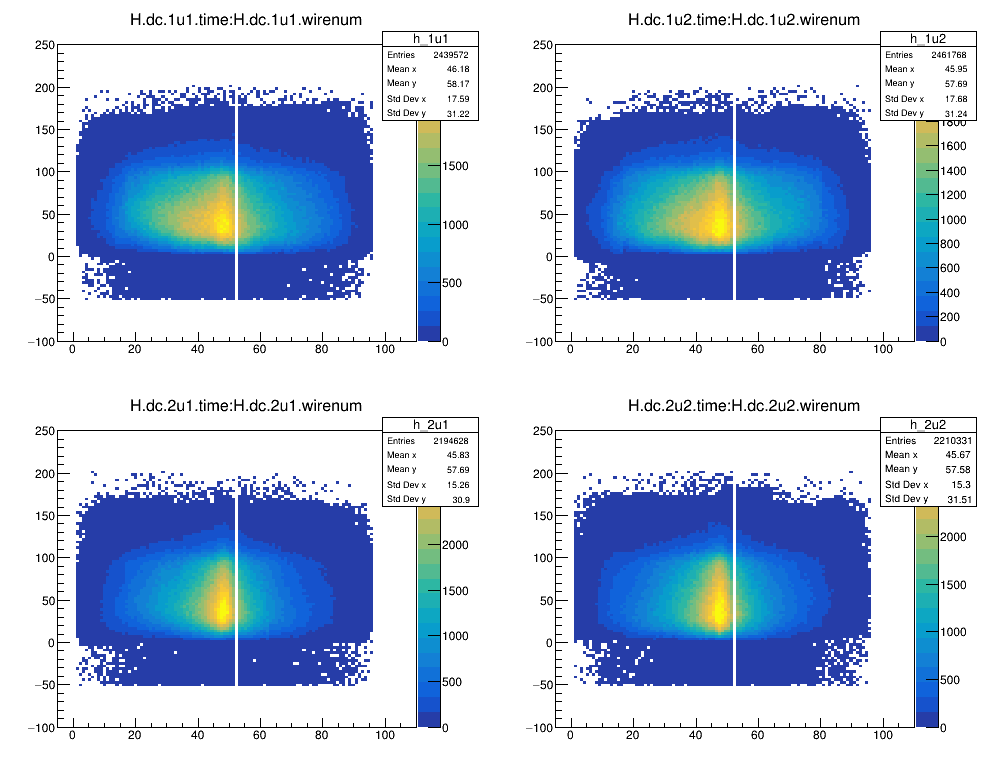 H.dc.1u1.time:H.dc.1u1.wirenum
h_1u1
Entries 2439572
Mean x 46.18
Mean y 58.17
Std Dev x 17.59
Std Dev y 31.22
250
200
150
100
50
0
−50
−100
0 20 40 60 80 100
1500
1000
500
0
H.dc.1u2.time:H.dc.1u2.wirenum
h_1u2
Entries 2461768
Mean x 45.95
Mean y 57.69
Std Dev x 17.68
Std Dev y 31.24
250
200
150
100
50
0
−50
−100
0 20 40 60 80 100
1800
1600
1400
1200
1000
800
600
400
200
0
H.dc.2u1.time:H.dc.2u1.wirenum
h_2u1
Entries 2194628
Mean x 45.83
Mean y 57.69
Std Dev x 15.26
Std Dev y 30.9
250
200
150
100
50
0
−50
−100
0 20 40 60 80 100
2000
1500
1000
500
0
H.dc.2u2.time:H.dc.2u2.wirenum
h_2u2
Entries 2210331
Mean x 45.67
Mean y 57.58
Std Dev x 15.3
Std Dev y 31.51
250
200
150
100
50
0
−50
−100
0 20 40 60 80 100
2000
1500
1000
500
0